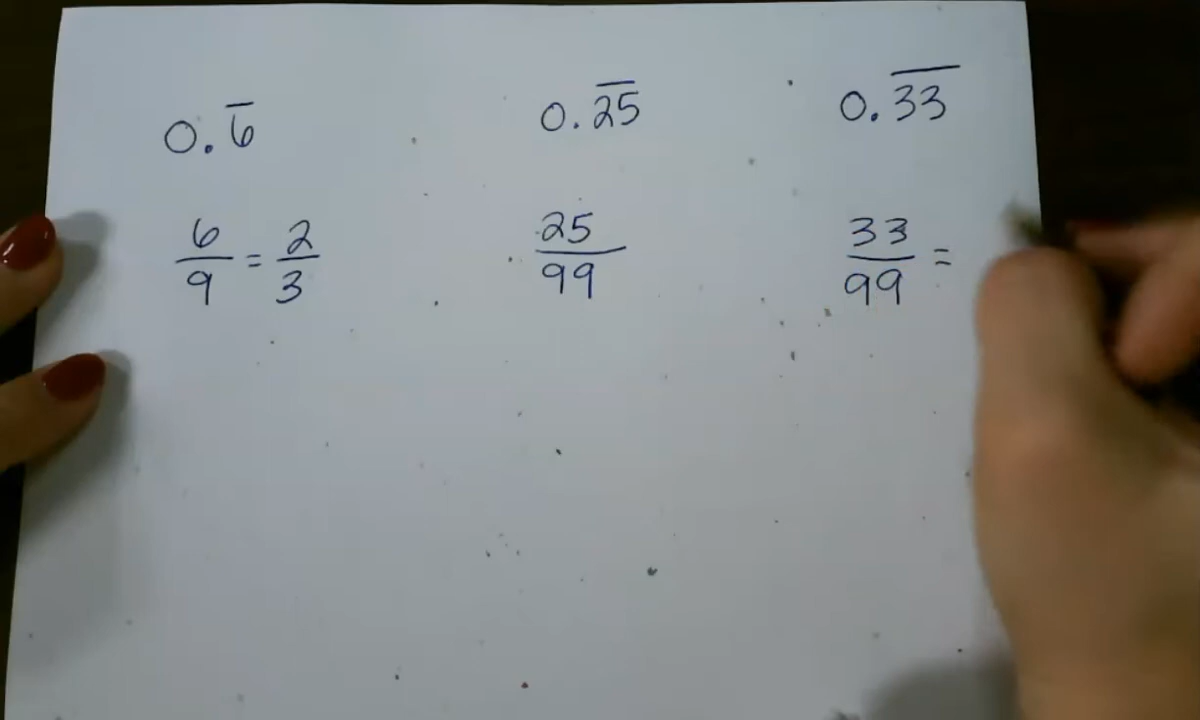 0.6̅ 0.2̅5̅ 0.3̅3̅
6/9 = 2/3 25/99 33/99 =